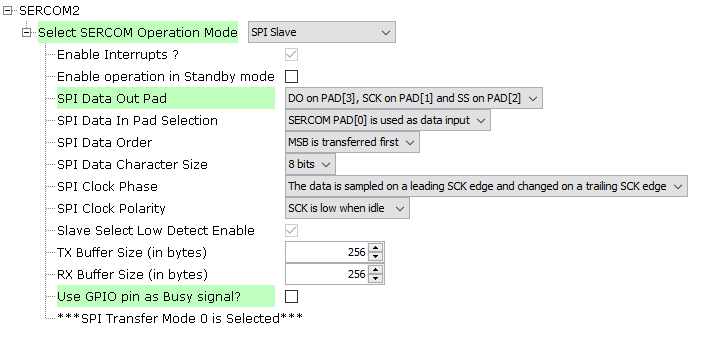 SERCOM2
Select SERCOM Operation Mode SPI Slave
Enable Interrupts ?
Enable operation in Standby mode
SPI Data Out Pad DO on PAD[3], SCK on PAD[1] and SS on PAD[2]
SPI Data In Pad Selection SERCOM PAD[0] is used as data input
SPI Data Order MSB is transferred first
SPI Data Character Size 8 bits
SPI Clock Phase The data is sampled on a leading SCK edge and changed on a trailing SCK edge
SPI Clock Polarity SCK is low when idle
Slave Select Low Detect Enable
TX Buffer Size (in bytes) 256
RX Buffer Size (in bytes) 256
Use GPIO pin as Busy signal?
***SPI Transfer Mode 0 is Selected***